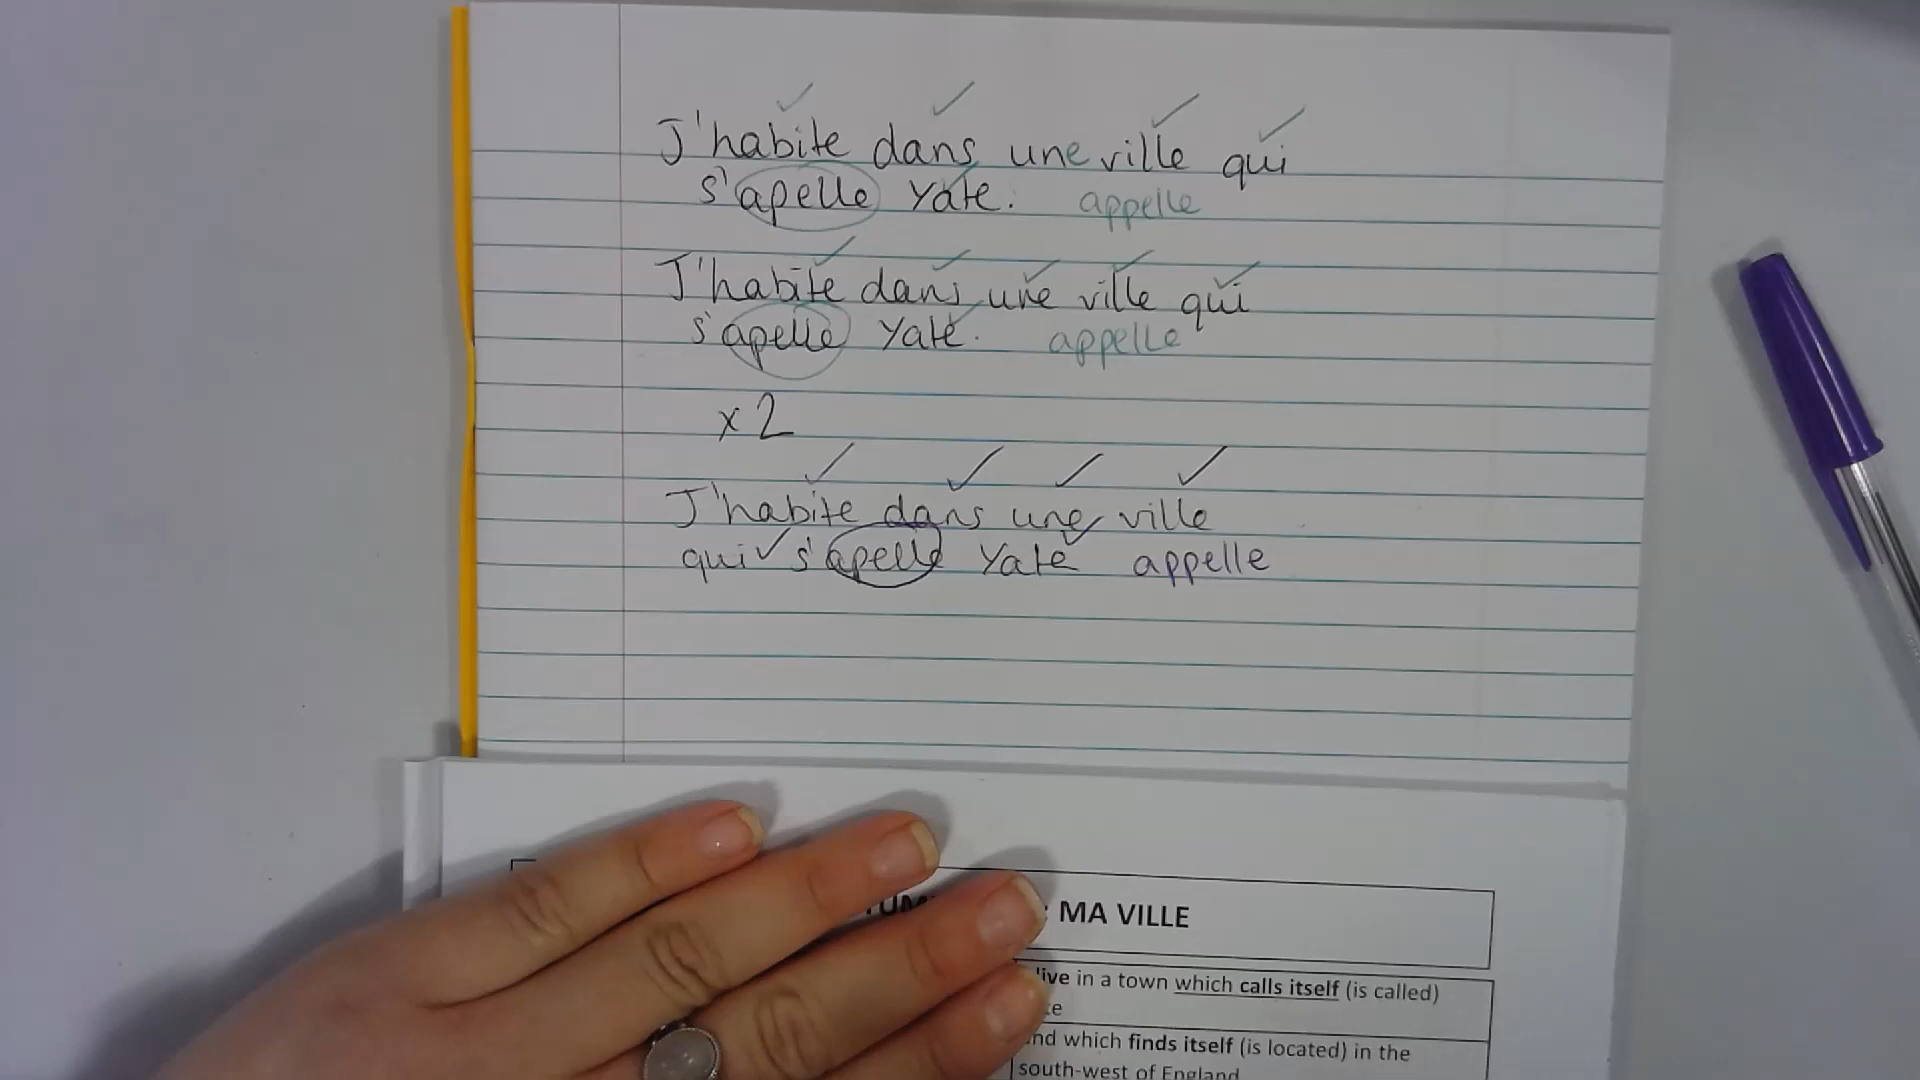 J'habite dans une ville qui
s'apelle Yate. appelle
J'habite dans une ville qui
s'apelle Yate. appelle
x2
J'habite dans une ville
qui s'apelle Yate appelle
: MA VILLE
live in a town which calls itself (is called)
and which finds itself (is located) in the
south-west of England